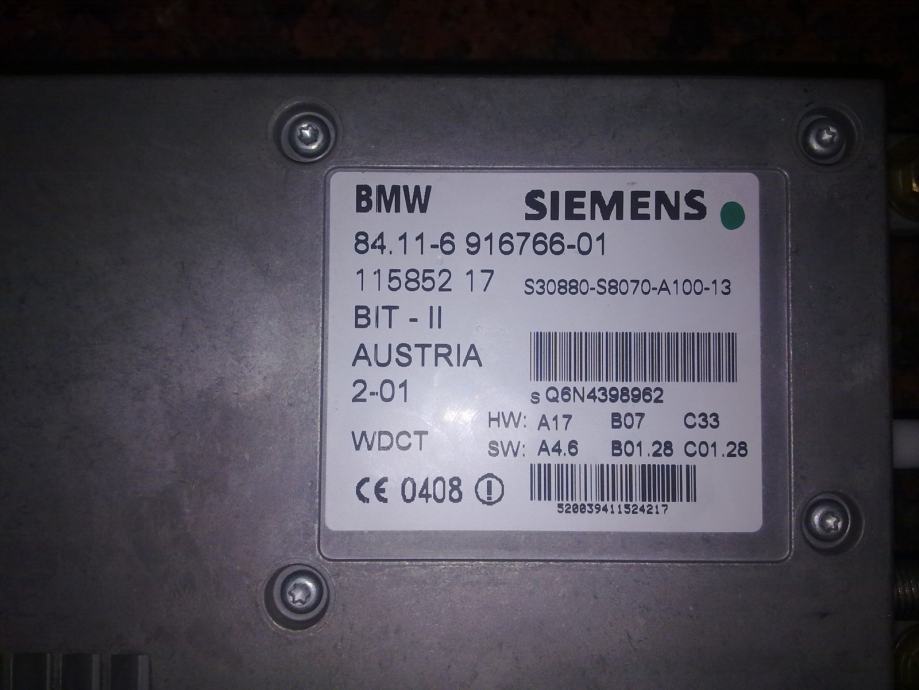 BMW SIEMENS
84.11-6 916766-01
115852 17 S30880-S8070-A100-13
BIT - II
AUSTRIA
2-01 s Q6N4398962
HW: A17 B07 C33
WDCT SW: A4.6 B01.28 C01.28
CE 0408
520039411524217